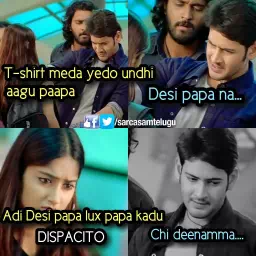 T-shirt meda yedo undhi
aagu paapa
Desi papa na...
/sarcasamtelugu
Adi Desi papa lux papa kadu
DISPACITO
Chi deenamma....